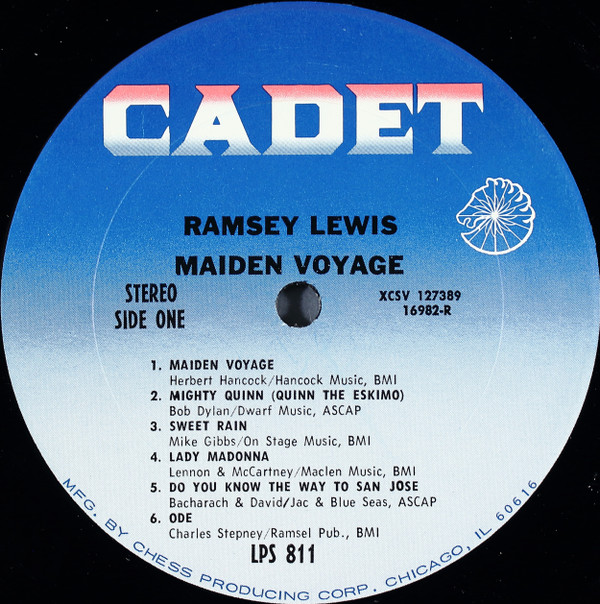 CADET
RAMSEY LEWIS
MAIDEN VOYAGE
STEREO
SIDE ONE
XCSV 127389
16982-R
1. MAIDEN VOYAGE
Herbert Hancock/Hancock Music, BMI
2. MIGHTY QUINN (QUINN THE ESKIMO)
Bob Dylan/Dwarf Music, ASCAP
3. SWEET RAIN
Mike Gibbs/On Stage Music, BMI
4. LADY MADONNA
Lennon & McCartney/Maclen Music, BMI
5. DO YOU KNOW THE WAY TO SAN JOSE
Bacharach & David/Jac & Blue Seas, ASCAP
6. ODE
Charles Stepney/Ramsel Pub., BMI
LPS 811
MFG. BY CHESS PRODUCING CORP. CHICAGO, IL 60616